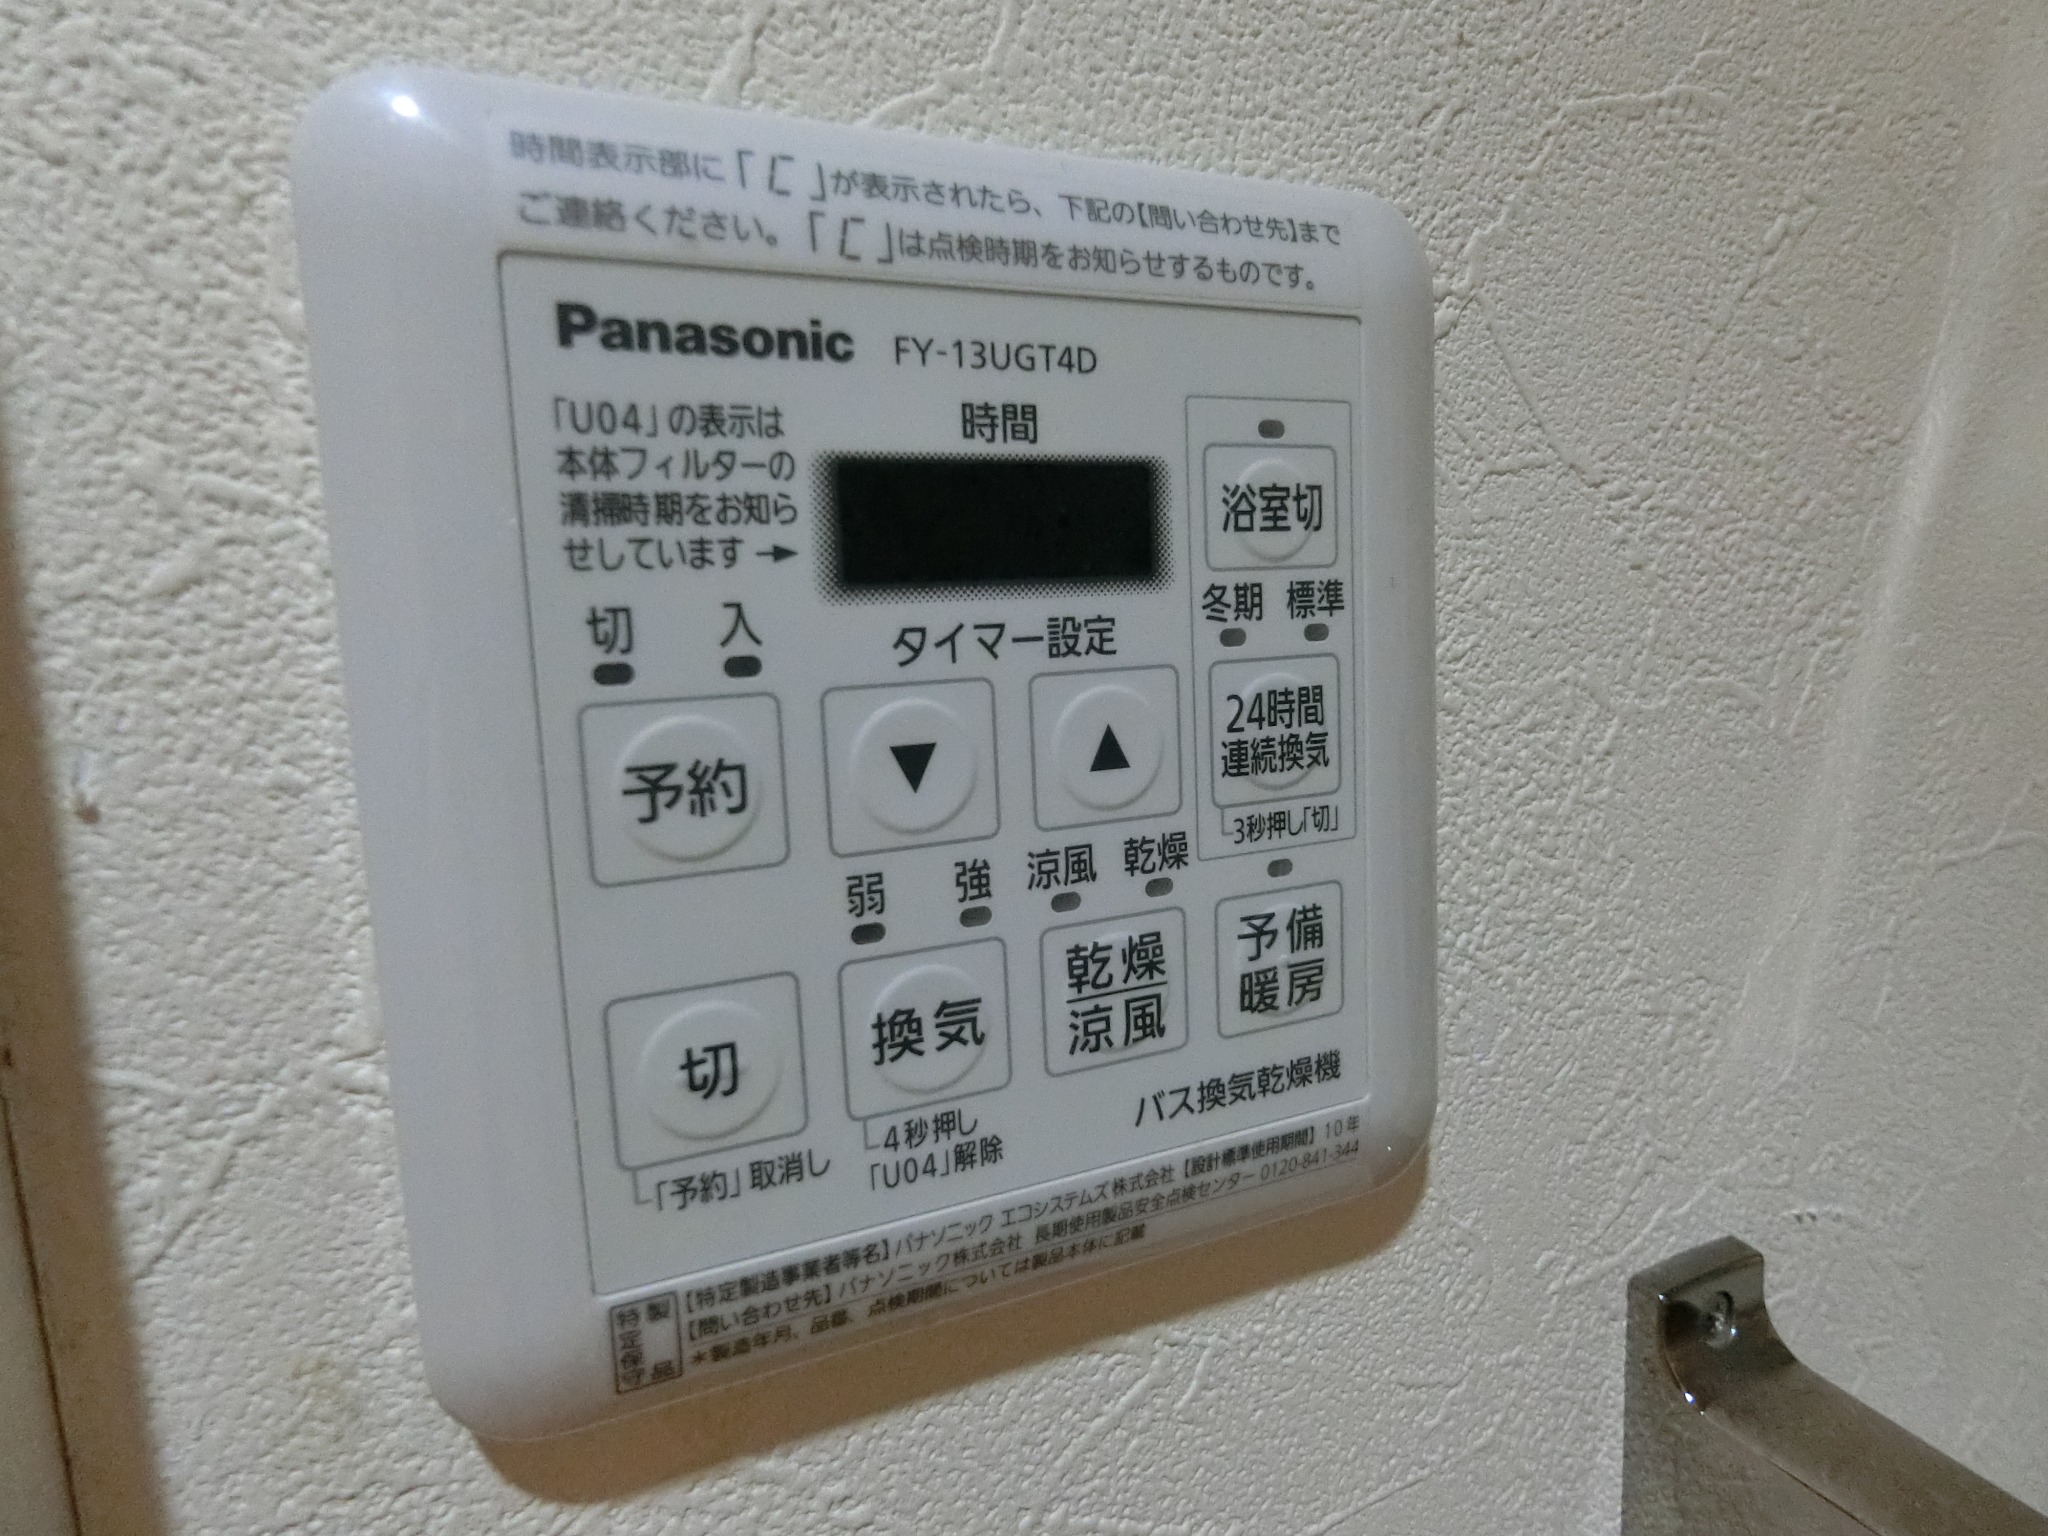 時間表示部に「C」が表示されたら、下記の【問い合わせ先】まで
ご連絡ください。「C」は点検時期をお知らせするものです。
Panasonic FY-13UGT4D
「U04」の表示は
本体フィルターの
清掃時期をお知ら
せしています→
時間
浴室切
冬期 標準
切 入
タイマー設定
予約
▼ ▲
24時間
連続換気
3秒押し「切」
弱 強 涼風 乾燥
切
換気
乾燥
涼風
予備
暖房
「予約」取消し
4秒押し
「U04」解除
バス換気乾燥機
特定保守製品
【特定製造事業者等名】パナソニック エコシステムズ株式会社【設計標準使用期間】10年
【問い合わせ先】パナソニック株式会社 長期使用製品安全点検センター 0120-841-344
*製造年月、品番、点検期間については製品本体に記載